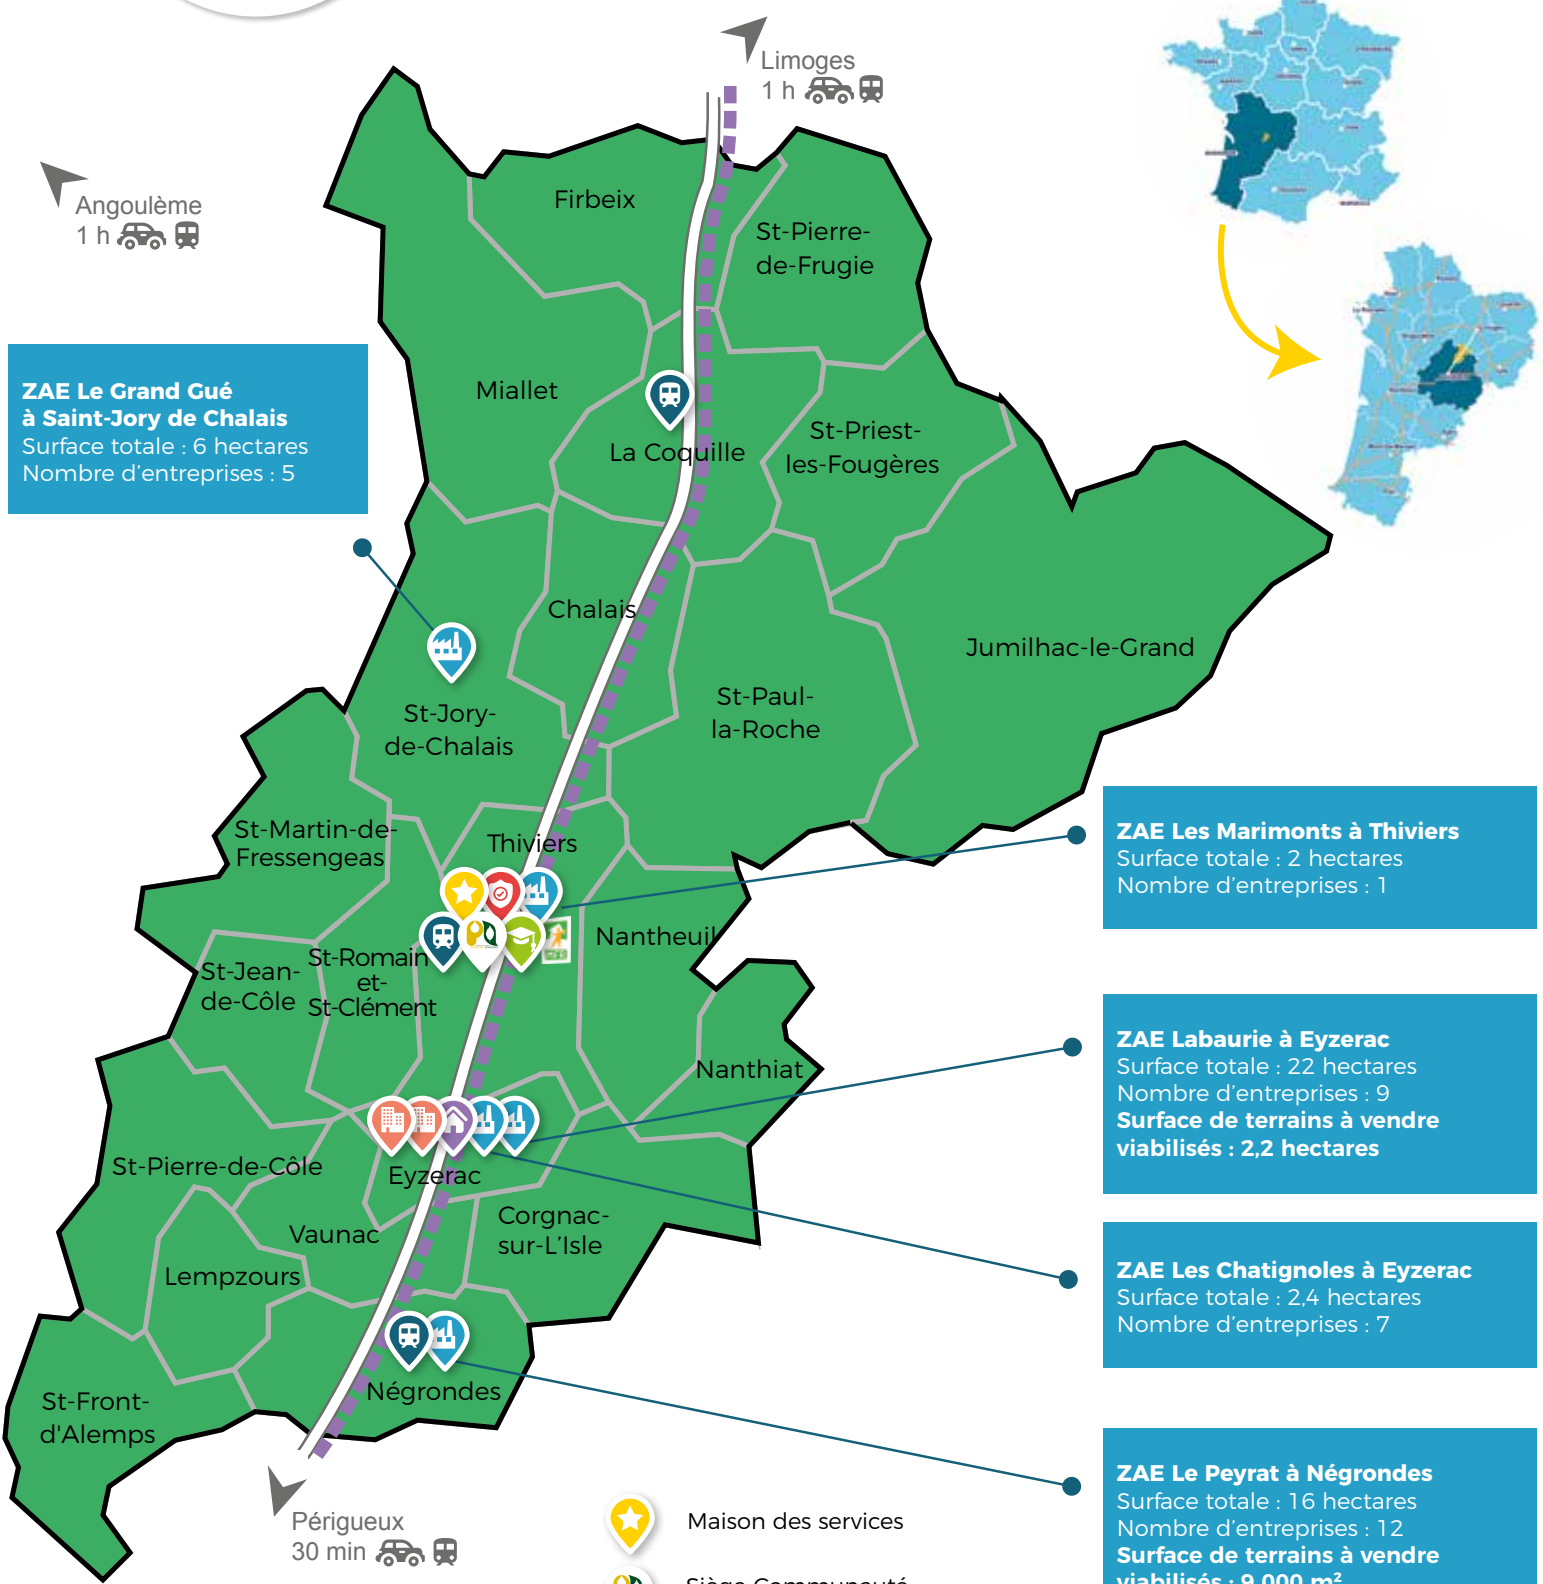 Limoges
1 h
Angoulème
1 h
Firbeix
St-Pierre-
de-Frugie
ZAE Le Grand Gué
à Saint-Jory de Chalais
Surface totale : 6 hectares
Nombre d'entreprises : 5
Miallet
La Coquille
St-Priest-
les-Fougères
Chalais
Jumilhac-le-Grand
St-Jory-
de-Chalais
St-Paul-
la-Roche
St-Martin-de-
Fressengeas
Thiviers
ZAE Les Marimonts à Thiviers
Surface totale : 2 hectares
Nombre d'entreprises : 1
Nantheuil
St-Jean-
de-Côle
St-Romain
et-
St-Clément
Nanthiat
ZAE Labaurie à Eyzerac
Surface totale : 22 hectares
Nombre d'entreprises : 9
Surface de terrains à vendre
viabilisés : 2,2 hectares
St-Pierre-de-Côle
Eyzerac
Vaunac
Corgnac-
sur-L'Isle
Lempzours
ZAE Les Chatignoles à Eyzerac
Surface totale : 2,4 hectares
Nombre d'entreprises : 7
Négrondes
St-Front-
d'Alemps
ZAE Le Peyrat à Négrondes
Surface totale : 16 hectares
Nombre d'entreprises : 12
Surface de terrains à vendre
viabilisés : 9 000 m²
Périgueux
30 min
Maison des services
Siège Communauté